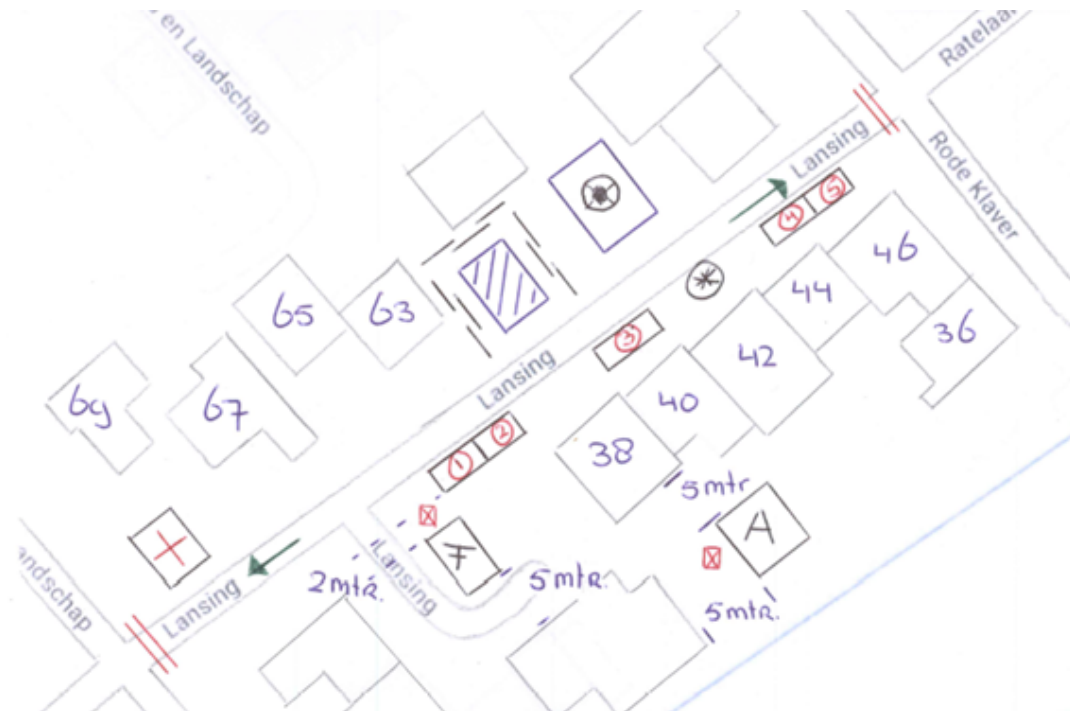 en Landschap
Ratelaar
Lansing
Rode Klaver
5
4
46
44
36
65
63
3
42
69
67
Lansing
40
2
1
38
5mtr
A
F
Lansing
5mtr.
2mtr.
5mtr.
Lansing
andschap